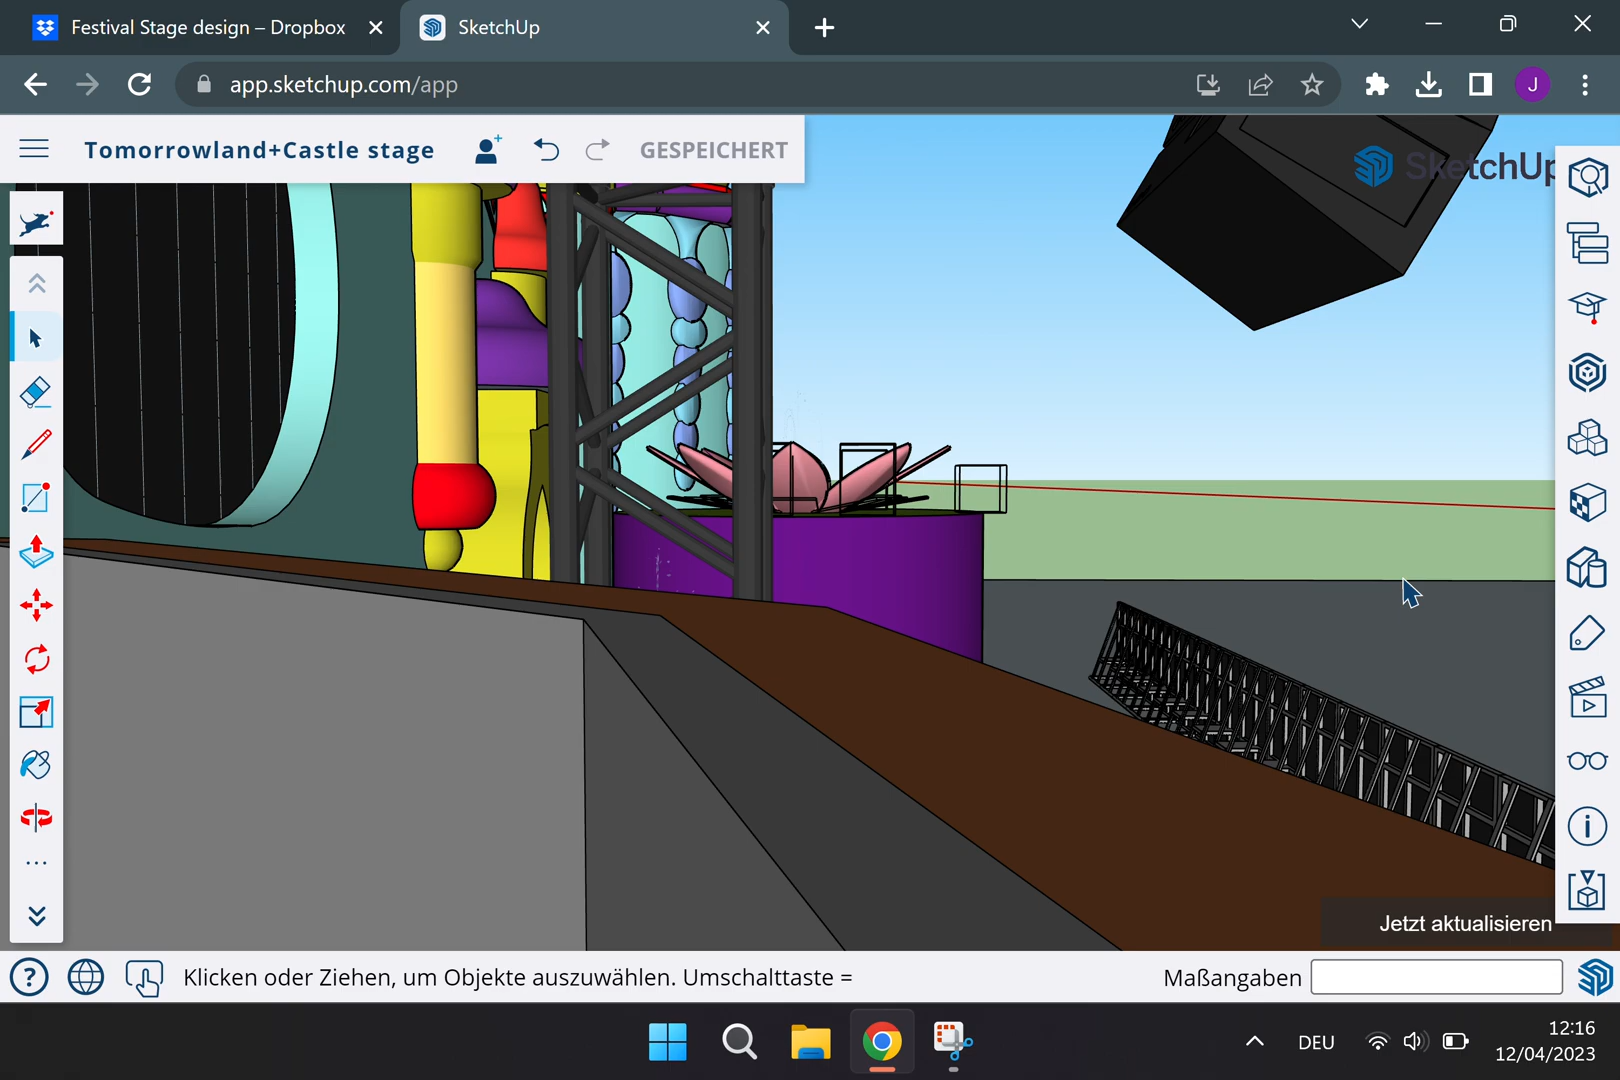 Festival Stage design – Dropbox
SketchUp
app.sketchup.com/app
J
Tomorrowland+Castle stage
GESPEICHERT
SketchUp
Jetzt aktualisieren
Klicken oder Ziehen, um Objekte auszuwählen. Umschalttaste =
Maßangaben
DEU
12:16
12/04/2023